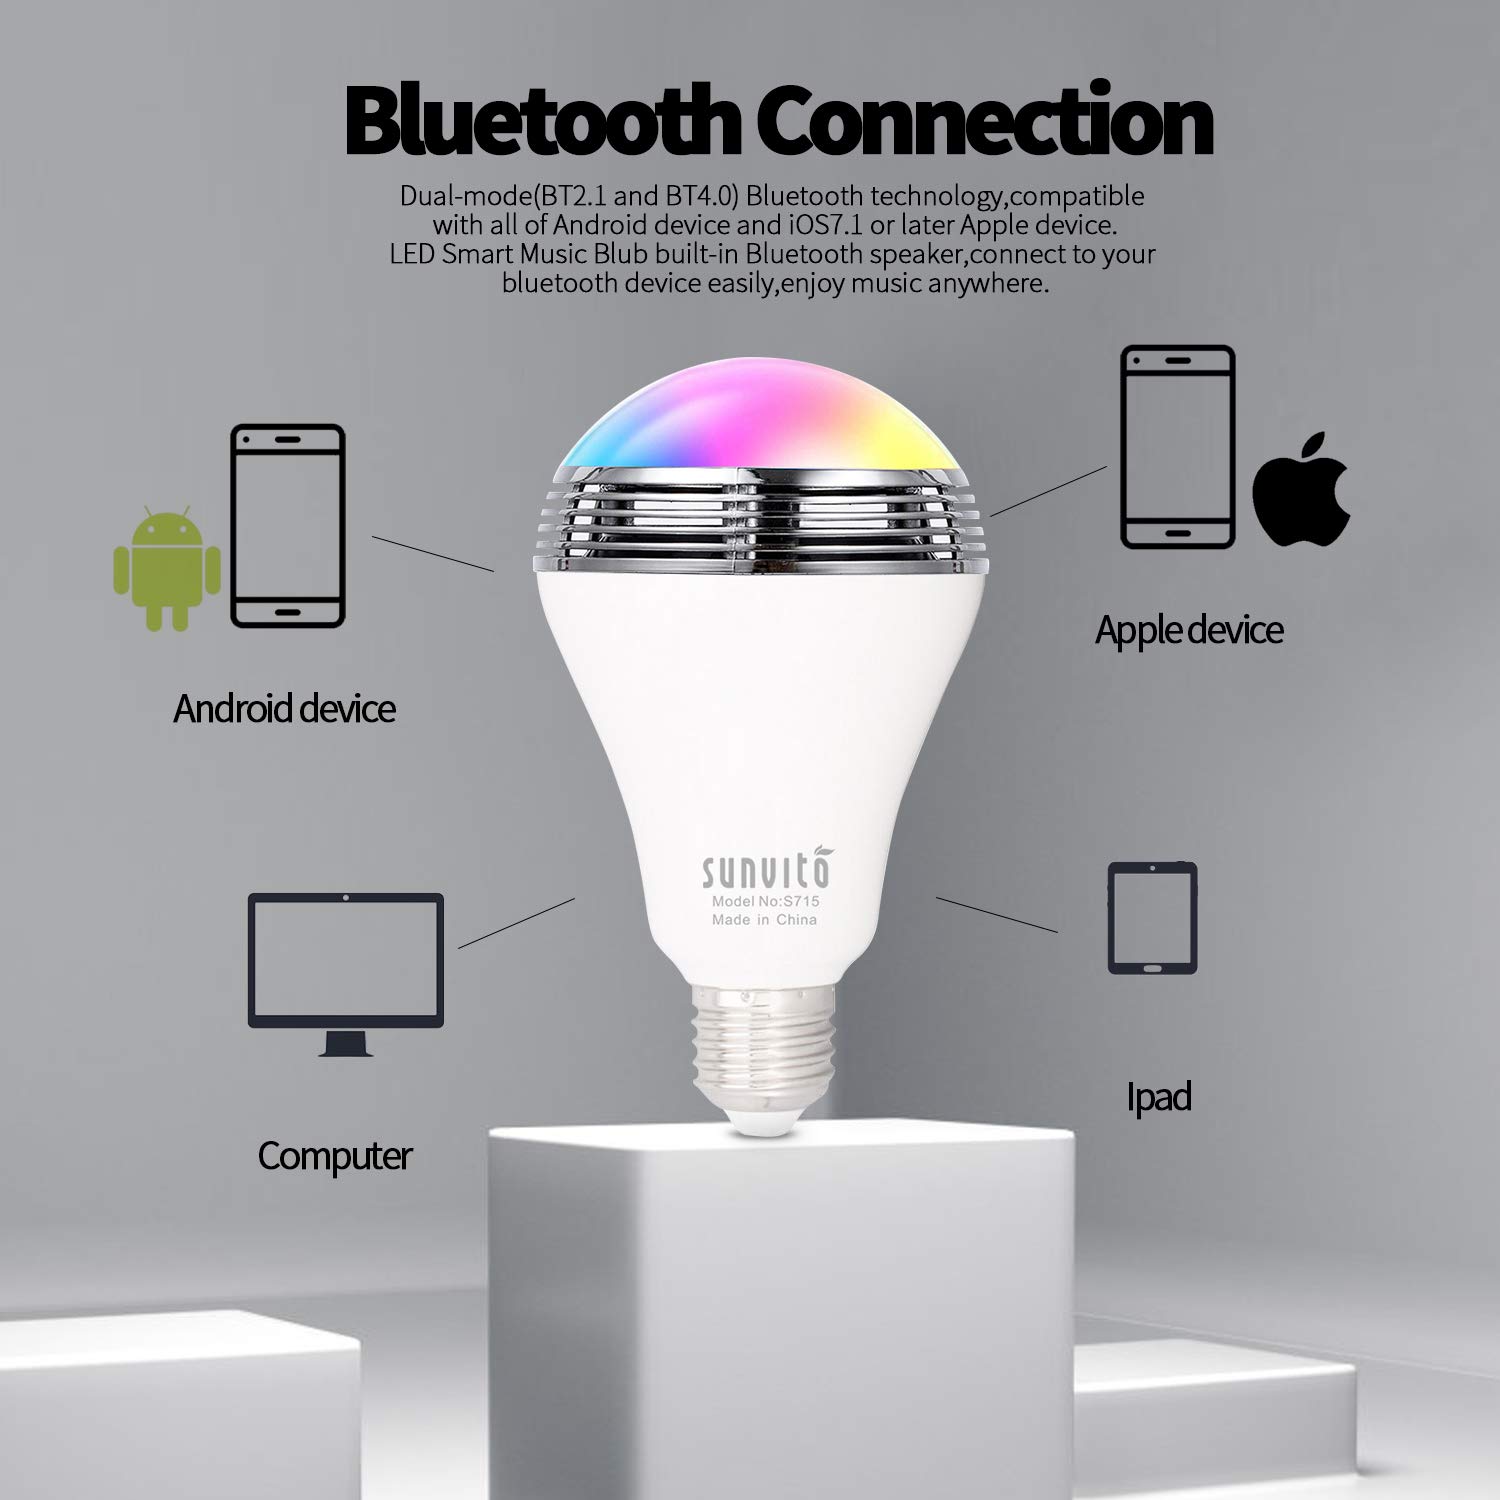 Bluetooth Connection
Dual-mode(BT2.1 and BT4.0) Bluetooth technology,compatible
with all of Android device and iOS7.1 or later Apple device.
LED Smart Music Blub built-in Bluetooth speaker,connect to your
bluetooth device easily,enjoy music anywhere.
Apple device
Android device
sunvito
Model No:S715
Made in China
Ipad
Computer